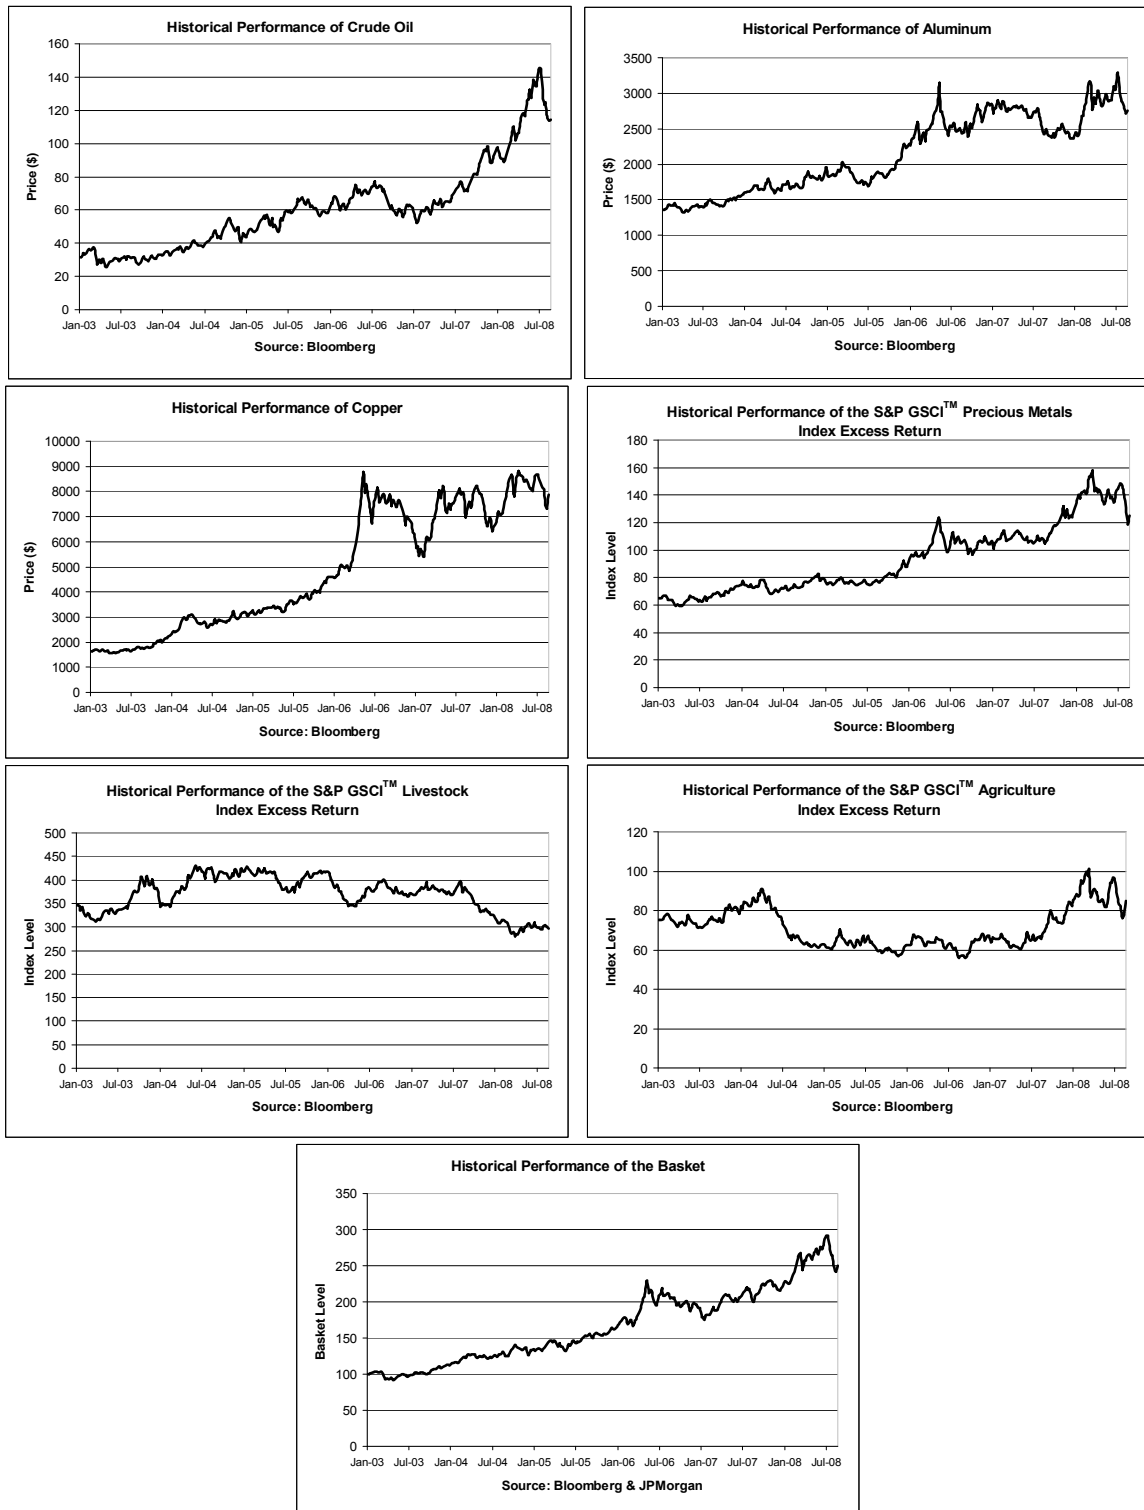 Historical Performance of Crude Oil
160
140
120
100
80
60
40
20
0
Price ($)
Jan-03 Jul-03 Jan-04 Jul-04 Jan-05 Jul-05 Jan-06 Jul-06 Jan-07 Jul-07 Jan-08 Jul-08
Source: Bloomberg
Historical Performance of Aluminum
3500
3000
2500
2000
1500
1000
500
0
Price ($)
Jan-03 Jul-03 Jan-04 Jul-04 Jan-05 Jul-05 Jan-06 Jul-06 Jan-07 Jul-07 Jan-08 Jul-08
Source: Bloomberg
Historical Performance of Copper
10000
9000
8000
7000
6000
5000
4000
3000
2000
1000
0
Price ($)
Jan-03 Jul-03 Jan-04 Jul-04 Jan-05 Jul-05 Jan-06 Jul-06 Jan-07 Jul-07 Jan-08 Jul-08
Source: Bloomberg
Historical Performance of the S&P GSCI™ Precious Metals
Index Excess Return
180
160
140
120
100
80
60
40
20
0
Index Level
Jan-03 Jul-03 Jan-04 Jul-04 Jan-05 Jul-05 Jan-06 Jul-06 Jan-07 Jul-07 Jan-08 Jul-08
Source: Bloomberg
Historical Performance of the S&P GSCI™ Livestock
Index Excess Return
500
450
400
350
300
250
200
150
100
50
0
Index Level
Jan-03 Jul-03 Jan-04 Jul-04 Jan-05 Jul-05 Jan-06 Jul-06 Jan-07 Jul-07 Jan-08 Jul-08
Source: Bloomberg
Historical Performance of the S&P GSCI™ Agriculture
Index Excess Return
120
100
80
60
40
20
0
Index Level
Jan-03 Jul-03 Jan-04 Jul-04 Jan-05 Jul-05 Jan-06 Jul-06 Jan-07 Jul-07 Jan-08 Jul-08
Source: Bloomberg
Historical Performance of the Basket
350
300
250
200
150
100
50
0
Basket Level
Jan-03 Jul-03 Jan-04 Jul-04 Jan-05 Jul-05 Jan-06 Jul-06 Jan-07 Jul-07 Jan-08 Jul-08
Source: Bloomberg & JPMorgan